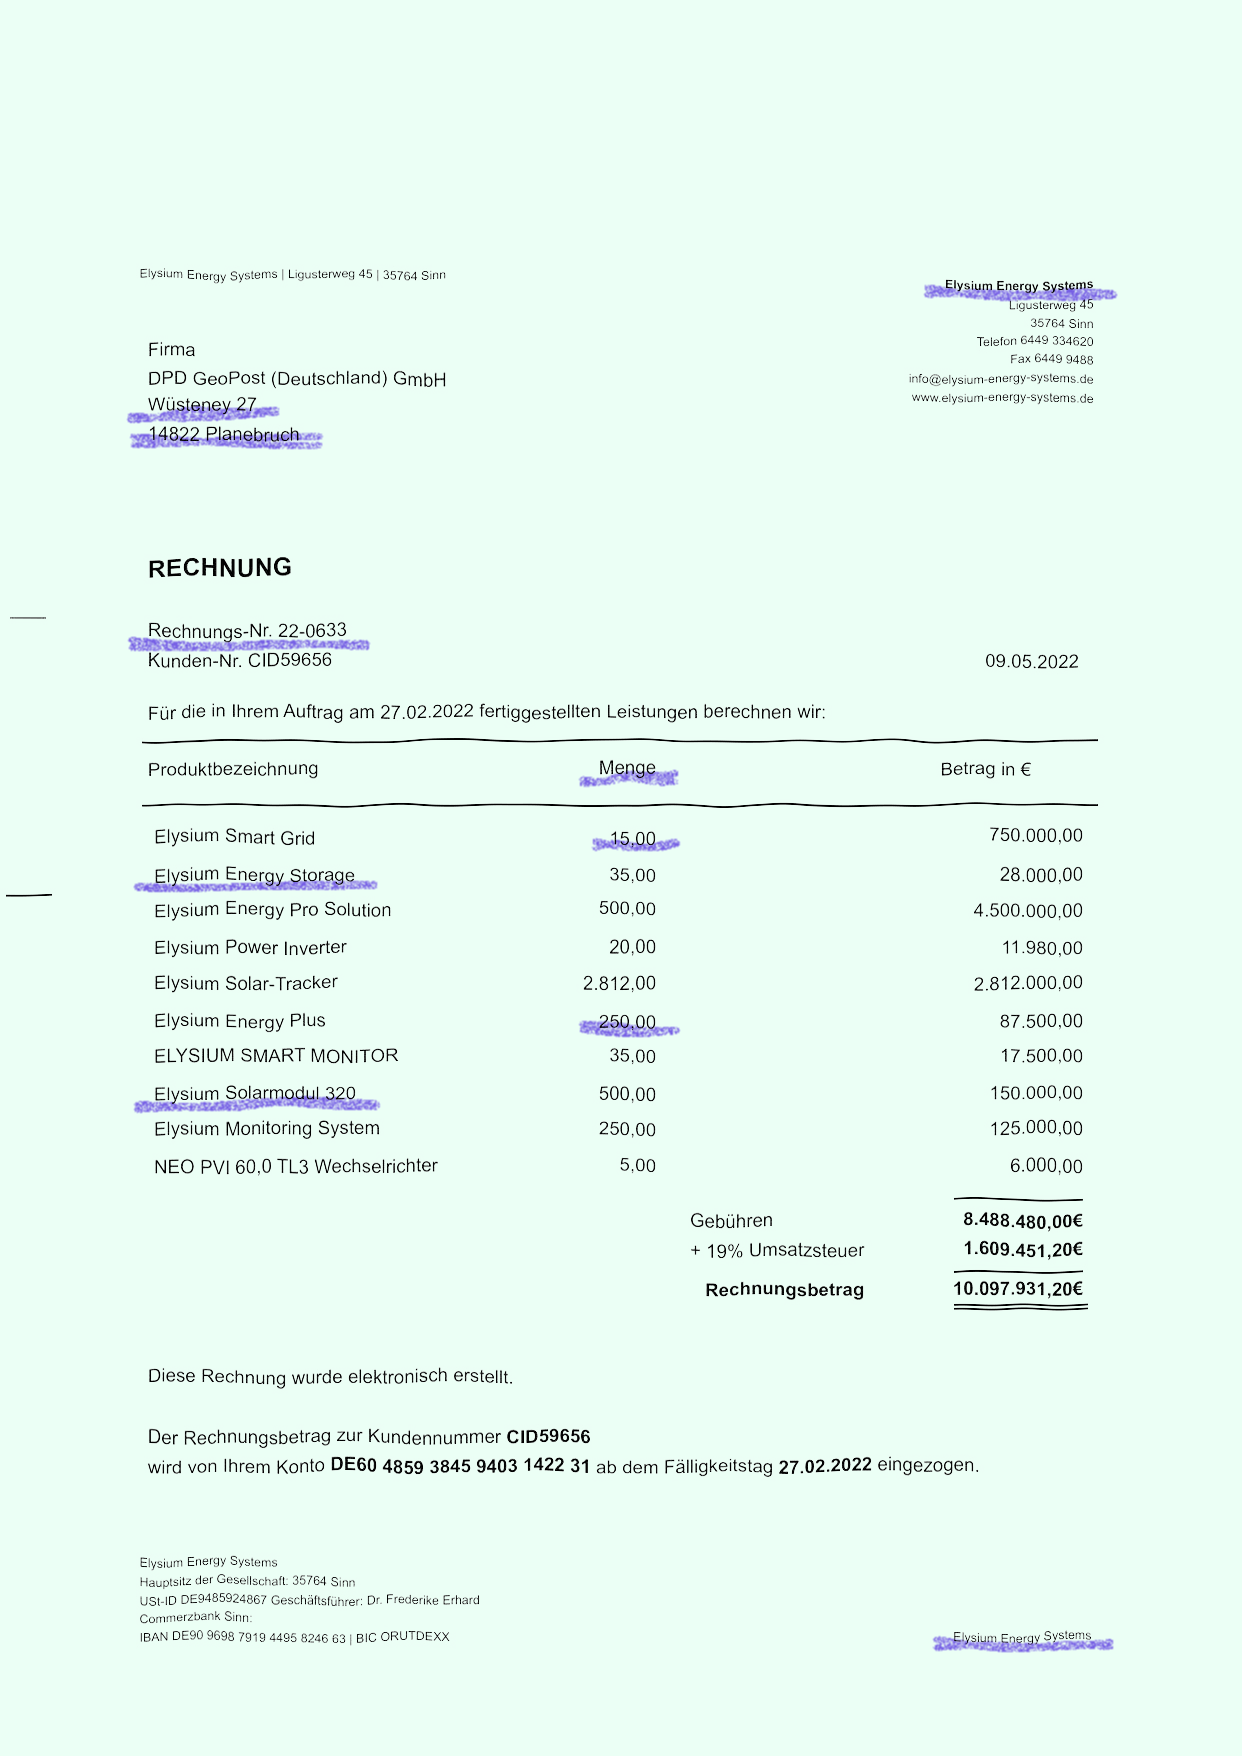 Elysium Energy Systems | Ligusterweg 45 | 35764 Sinn
Elysium Energy Systems
Ligusterweg 45
35764 Sinn
Telefon 6449 334620
Fax 6449 9488
info@elysium-energy-systems.de
www.elysium-energy-systems.de
Firma
DPD GeoPost (Deutschland) GmbH
Wüsteney 27
14822 Planebruch
RECHNUNG
Rechnungs-Nr. 22-0633
Kunden-Nr. CID59656 09.05.2022
Für die in Ihrem Auftrag am 27.02.2022 fertiggestellten Leistungen berechnen wir:
Produktbezeichnung Menge Betrag in €
Elysium Smart Grid 15,00 750.000,00
Elysium Energy Storage 35,00 28.000,00
Elysium Energy Pro Solution 500,00 4.500.000,00
Elysium Power Inverter 20,00 11.980,00
Elysium Solar-Tracker 2.812,00 2.812.000,00
Elysium Energy Plus 250,00 87.500,00
ELYSIUM SMART MONITOR 35,00 17.500,00
Elysium Solarmodul 320 500,00 150.000,00
Elysium Monitoring System 250,00 125.000,00
NEO PVI 60,0 TL3 Wechselrichter 5,00 6.000,00
Gebühren 8.488.480,00€
+ 19% Umsatzsteuer 1.609.451,20€
Rechnungsbetrag 10.097.931,20€
Diese Rechnung wurde elektronisch erstellt.
Der Rechnungsbetrag zur Kundennummer CID59656
wird von Ihrem Konto DE60 4859 3845 9403 1422 31 ab dem Fälligkeitstag 27.02.2022 eingezogen.
Elysium Energy Systems
Hauptsitz der Gesellschaft: 35764 Sinn
USt-ID DE9485924867 Geschäftsführer: Dr. Frederike Erhard
Commerzbank Sinn:
IBAN DE90 9698 7919 4495 8246 63 | BIC ORUTDEXX
Elysium Energy Systems